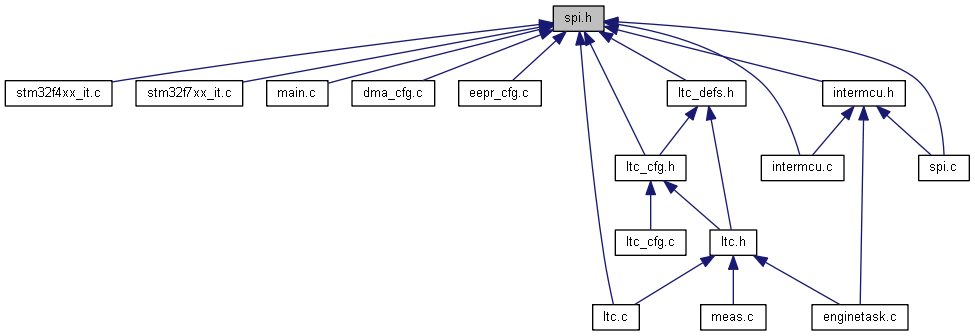 spi.h
stm32f4xx_it.c
stm32f7xx_it.c
main.c
dma_cfg.c
eepr_cfg.c
ltc_defs.h
intermcu.h
ltc_cfg.h
intermcu.c
spi.c
ltc_cfg.c
ltc.h
ltc.c
meas.c
enginetask.c